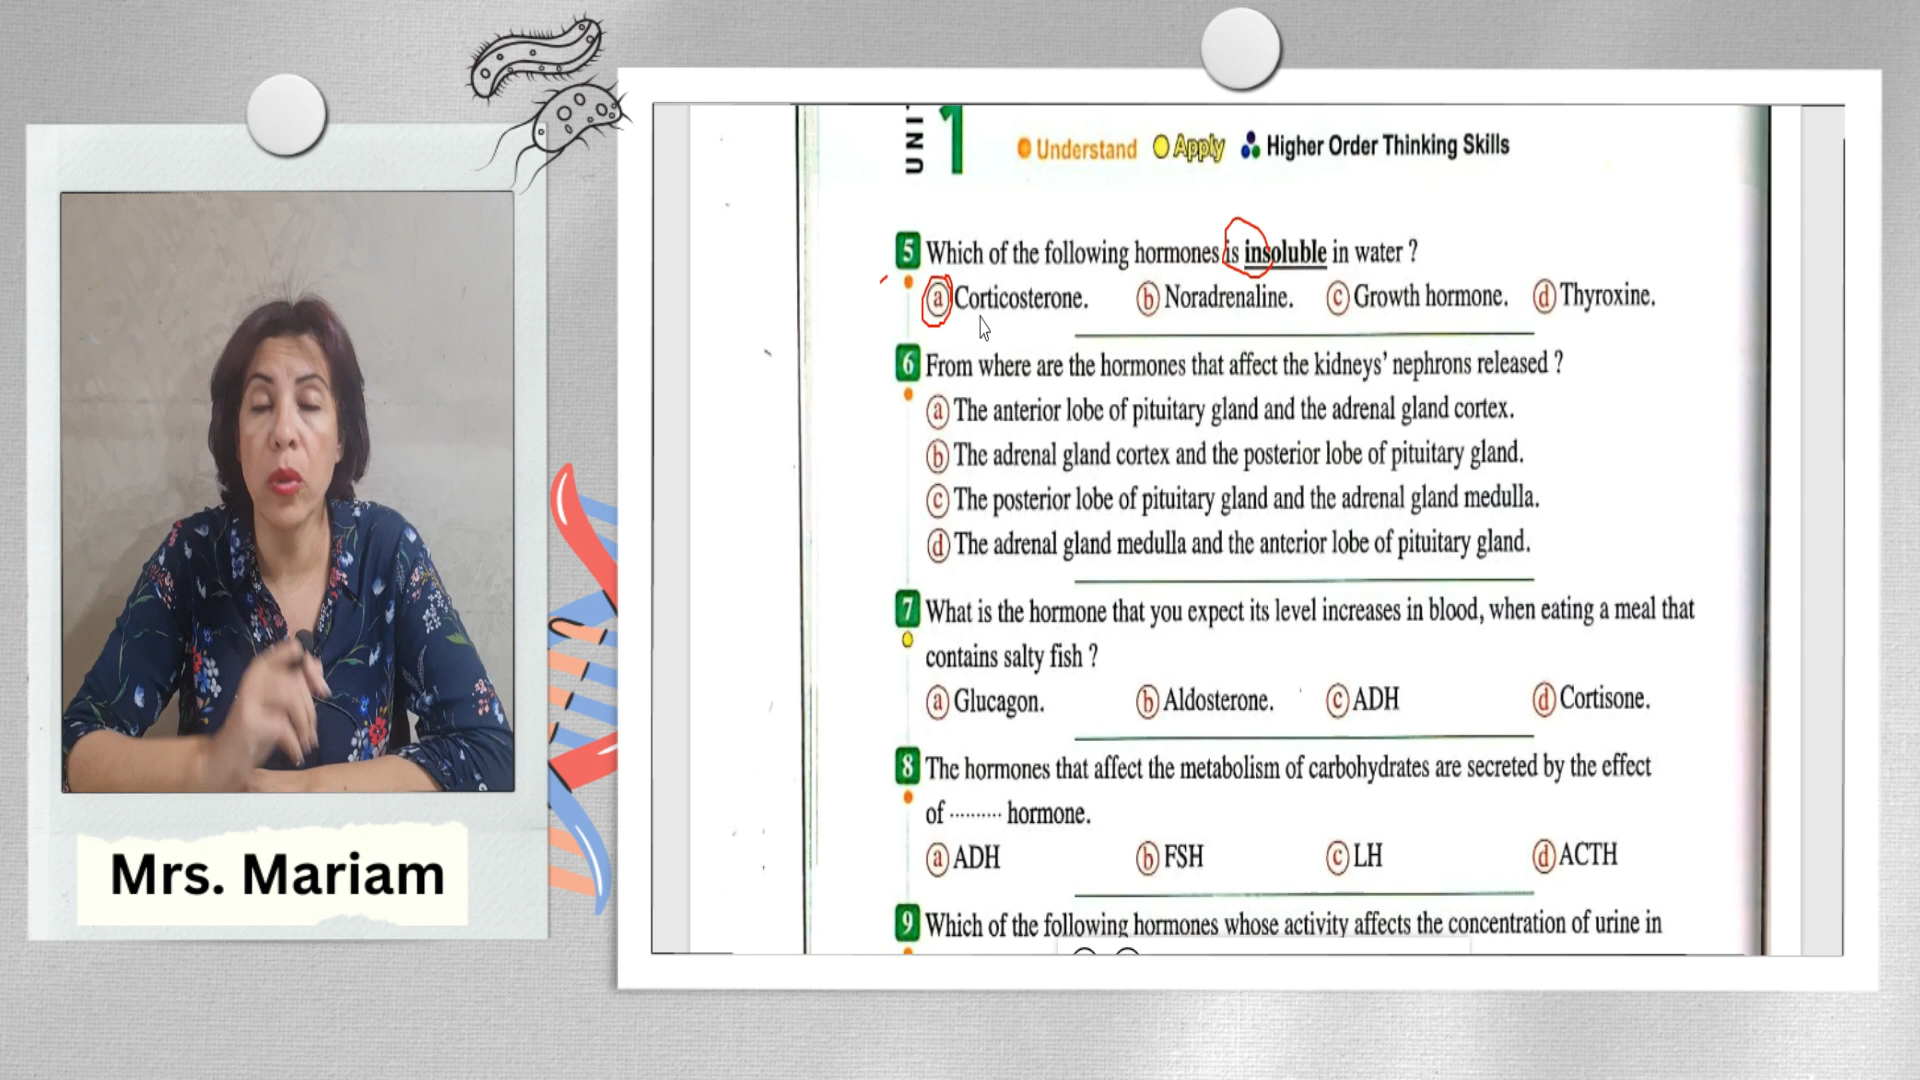 UNI
1
Understand Apply Higher Order Thinking Skills
5 Which of the following hormones is insoluble in water ?
a Corticosterone. b Noradrenaline. c Growth hormone. d Thyroxine.
6 From where are the hormones that affect the kidneys' nephrons released ?
a The anterior lobe of pituitary gland and the adrenal gland cortex.
b The adrenal gland cortex and the posterior lobe of pituitary gland.
c The posterior lobe of pituitary gland and the adrenal gland medulla.
d The adrenal gland medulla and the anterior lobe of pituitary gland.
7 What is the hormone that you expect its level increases in blood, when eating a meal that
contains salty fish ?
a Glucagon. b Aldosterone. c ADH d Cortisone.
8 The hormones that affect the metabolism of carbohydrates are secreted by the effect
of .......... hormone.
a ADH b FSH c LH d ACTH
9 Which of the following hormones whose activity affects the concentration of urine in
Mrs. Mariam